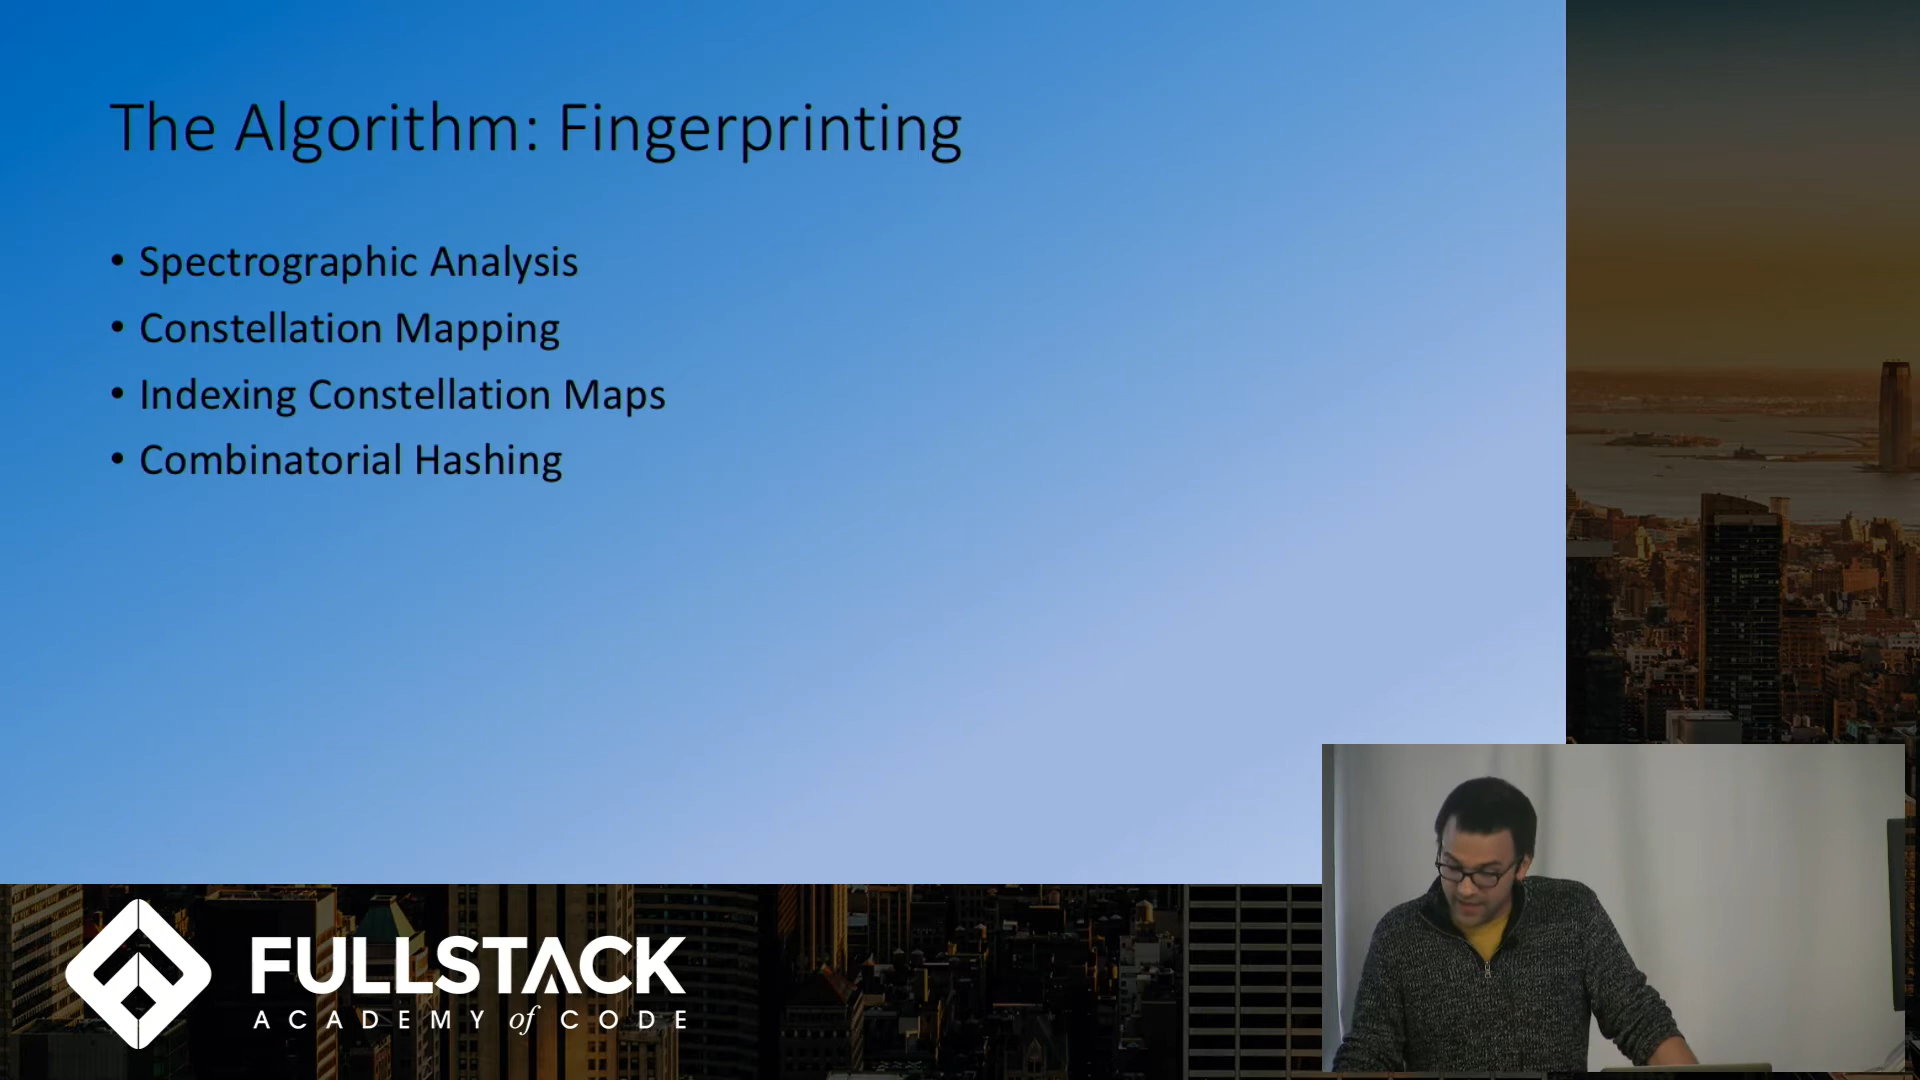 The Algorithm: Fingerprinting
• Spectrographic Analysis
• Constellation Mapping
• Indexing Constellation Maps
• Combinatorial Hashing
FULLSTACK
ACADEMY of CODE